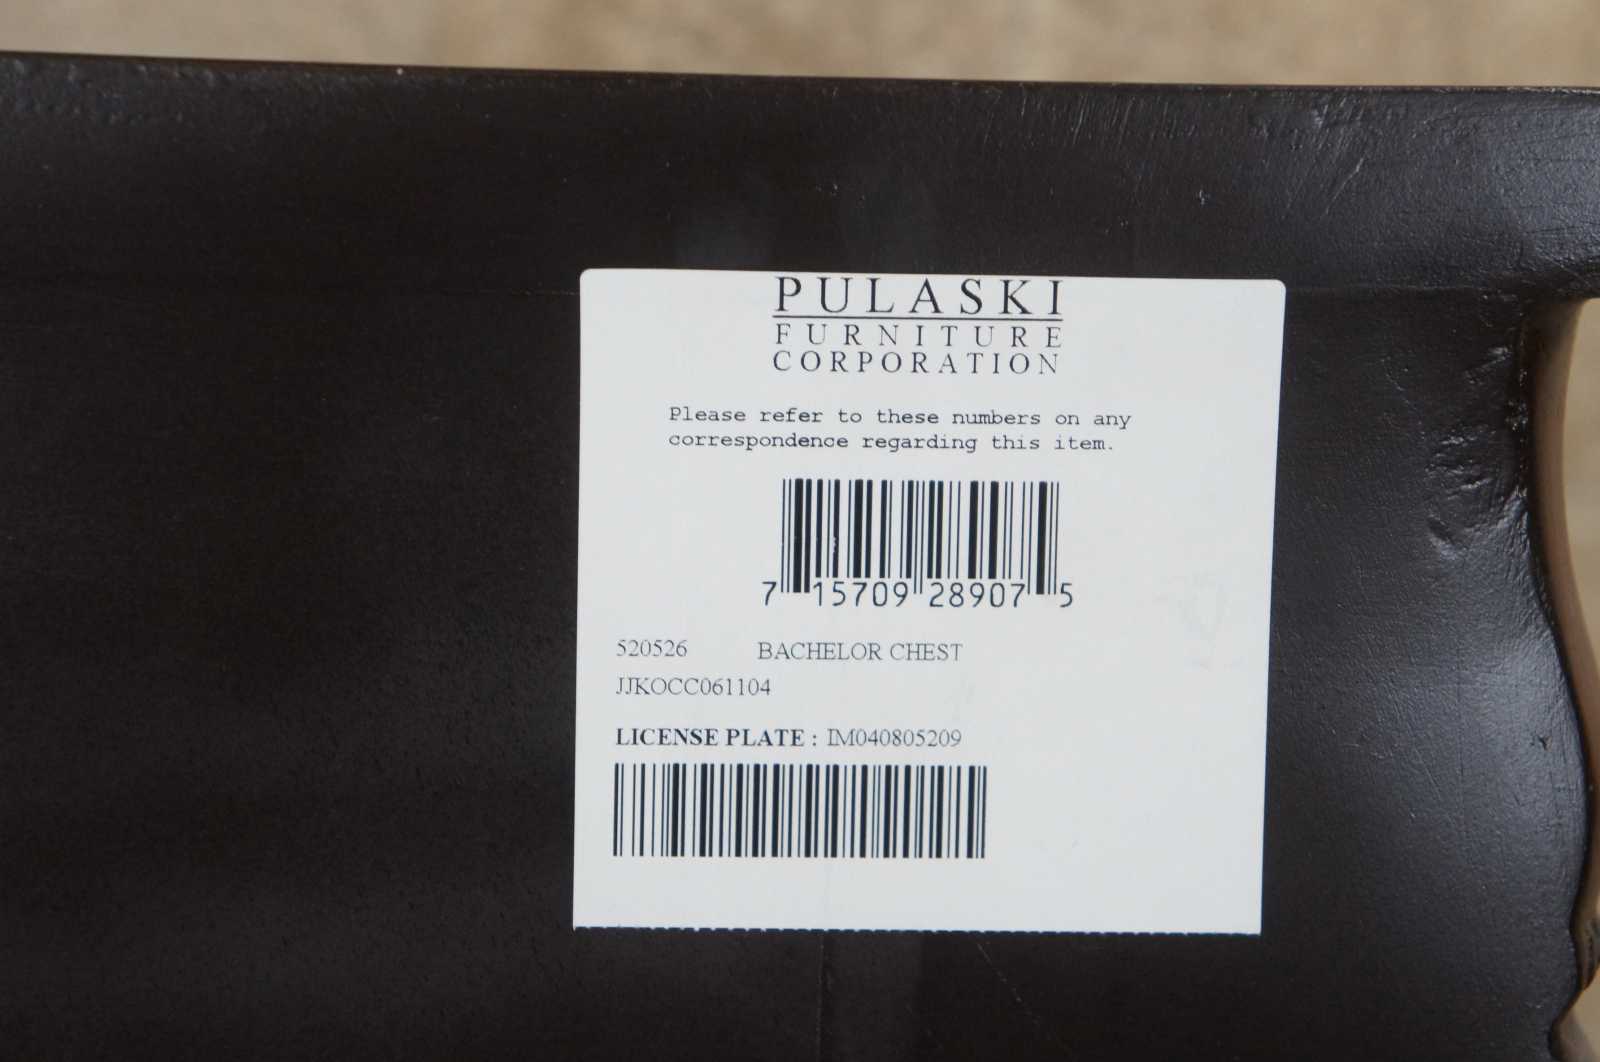 PULASKI
FURNITURE
CORPORATION
Please refer to these numbers on any
correspondence regarding this item.
7 15709 28907 5
520526 BACHELOR CHEST
JJKOCC061104
LICENSE PLATE : IM040805209